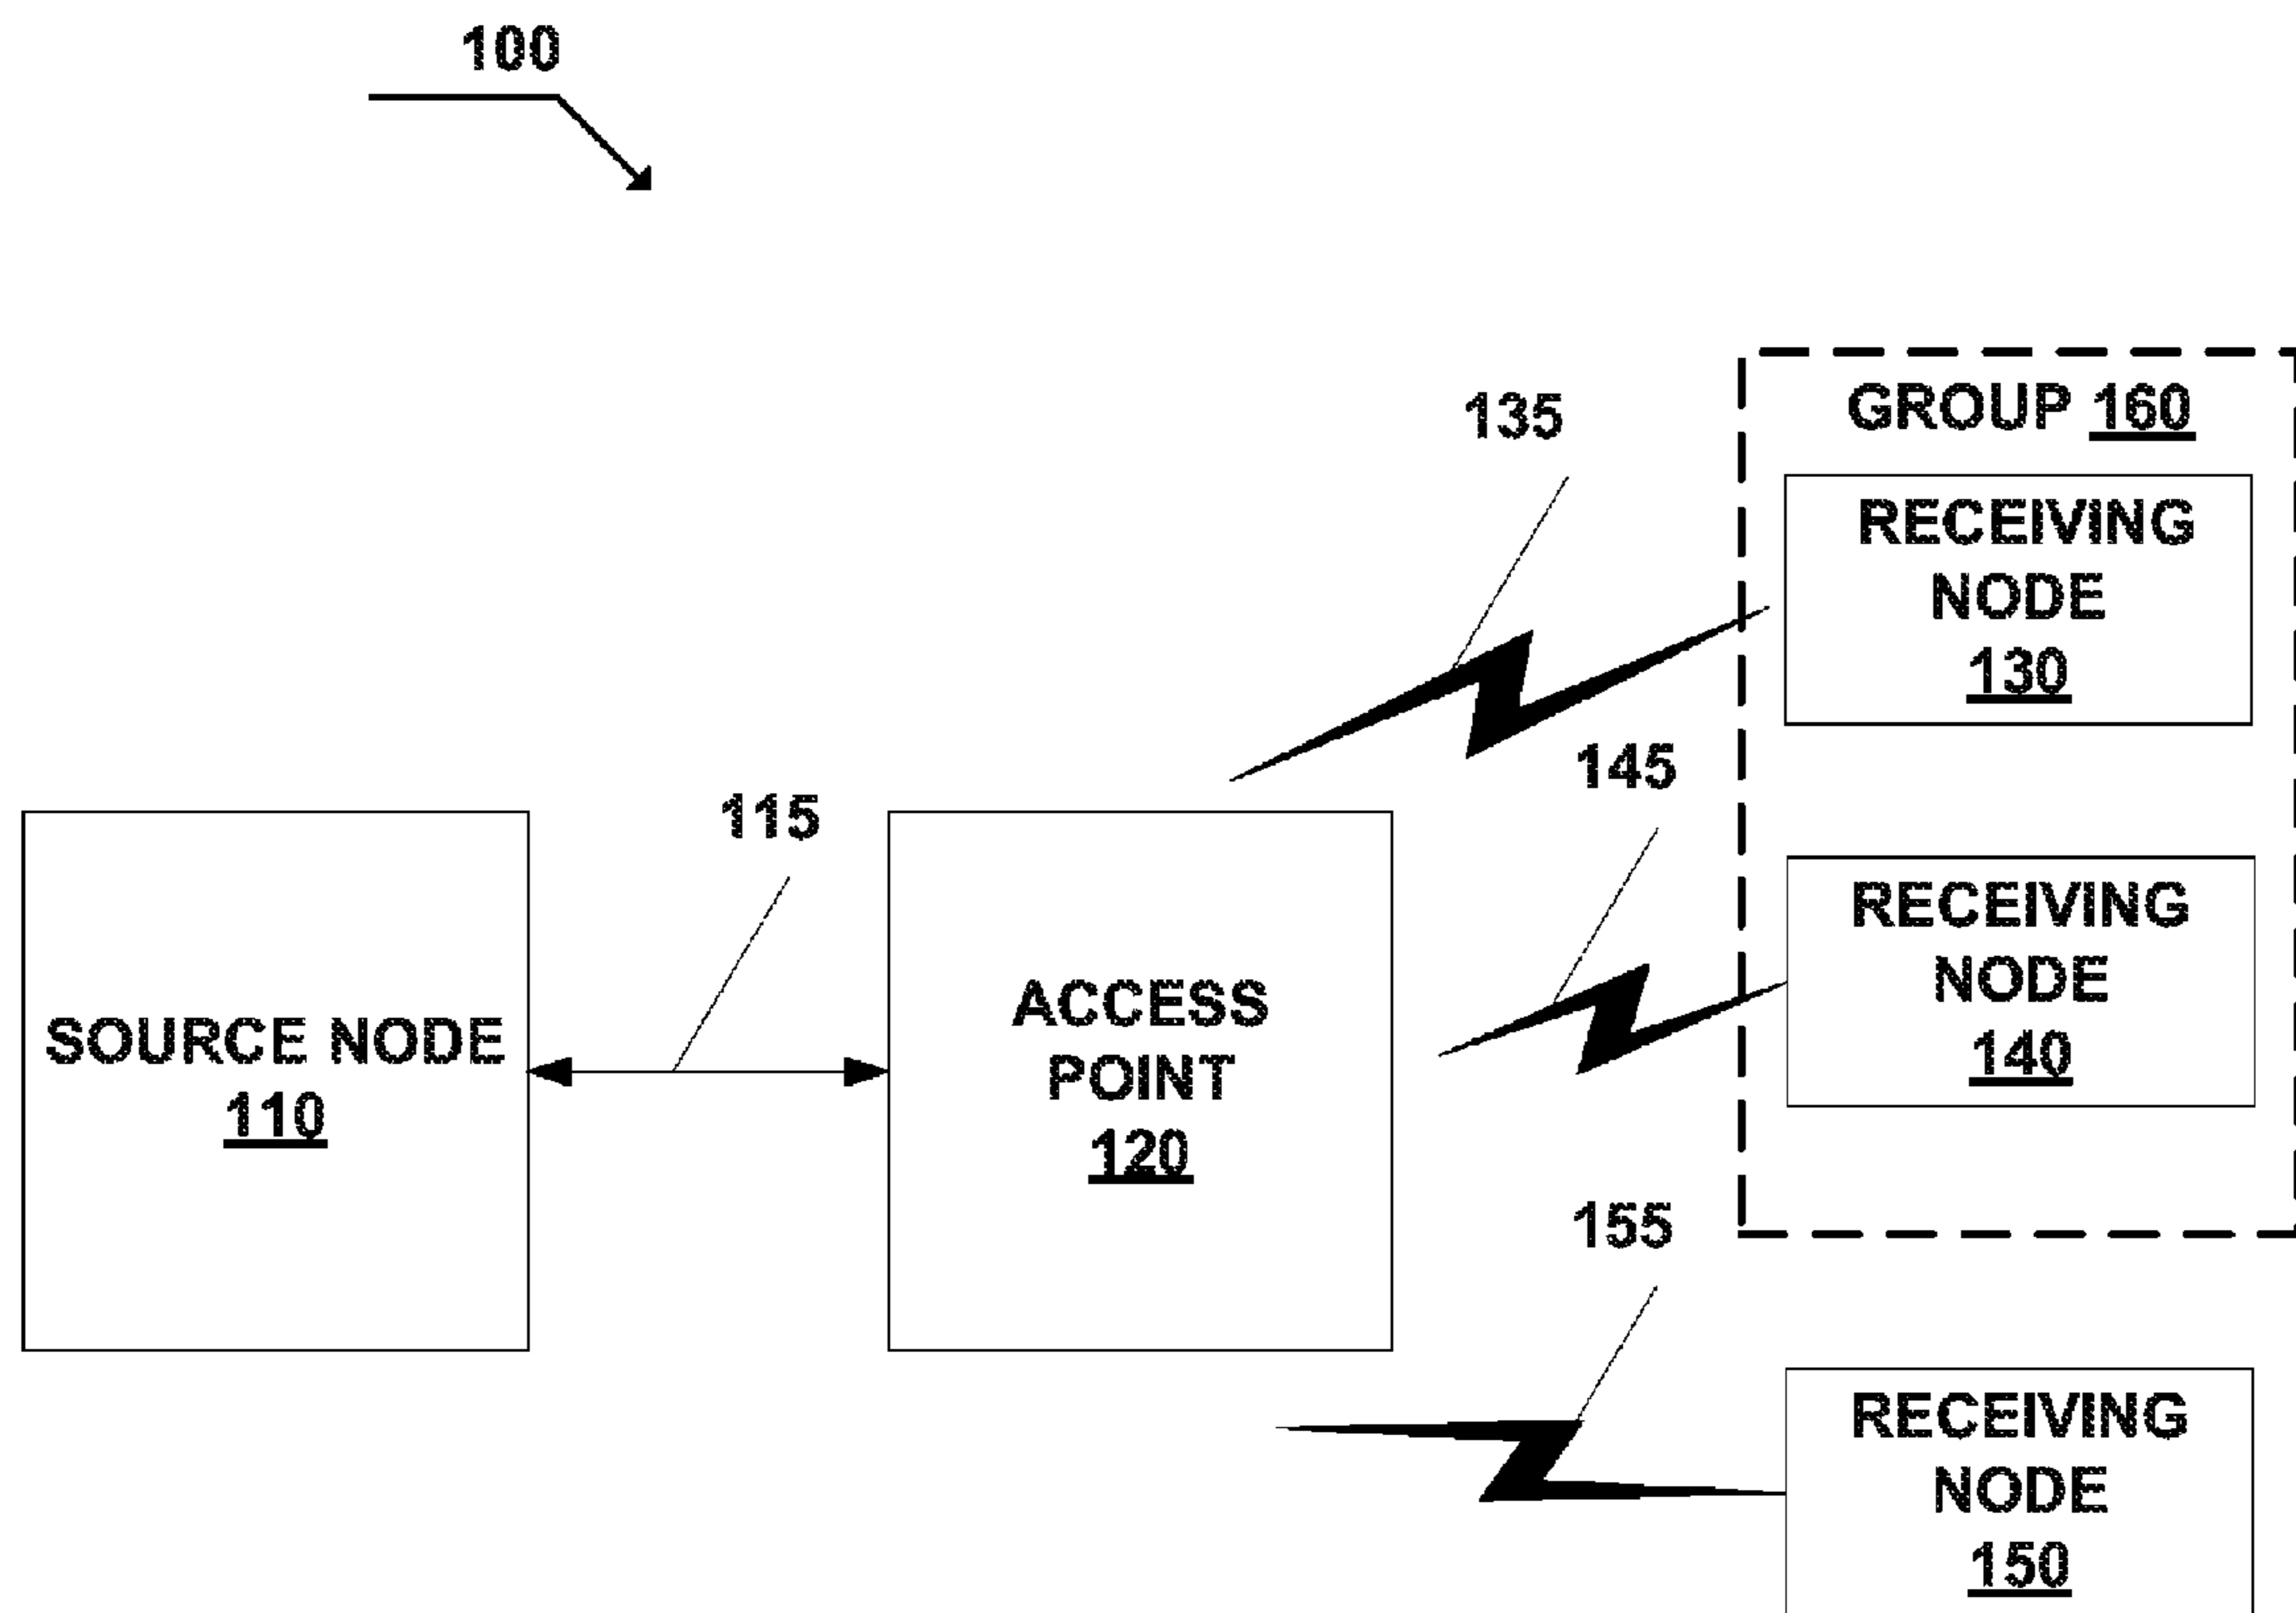 100
135
GROUP 160
RECEIVING
NODE
130
145
115
RECEIVING
NODE
140
SOURCE NODE
110
ACCESS
POINT
120
155
RECEIVING
NODE
150